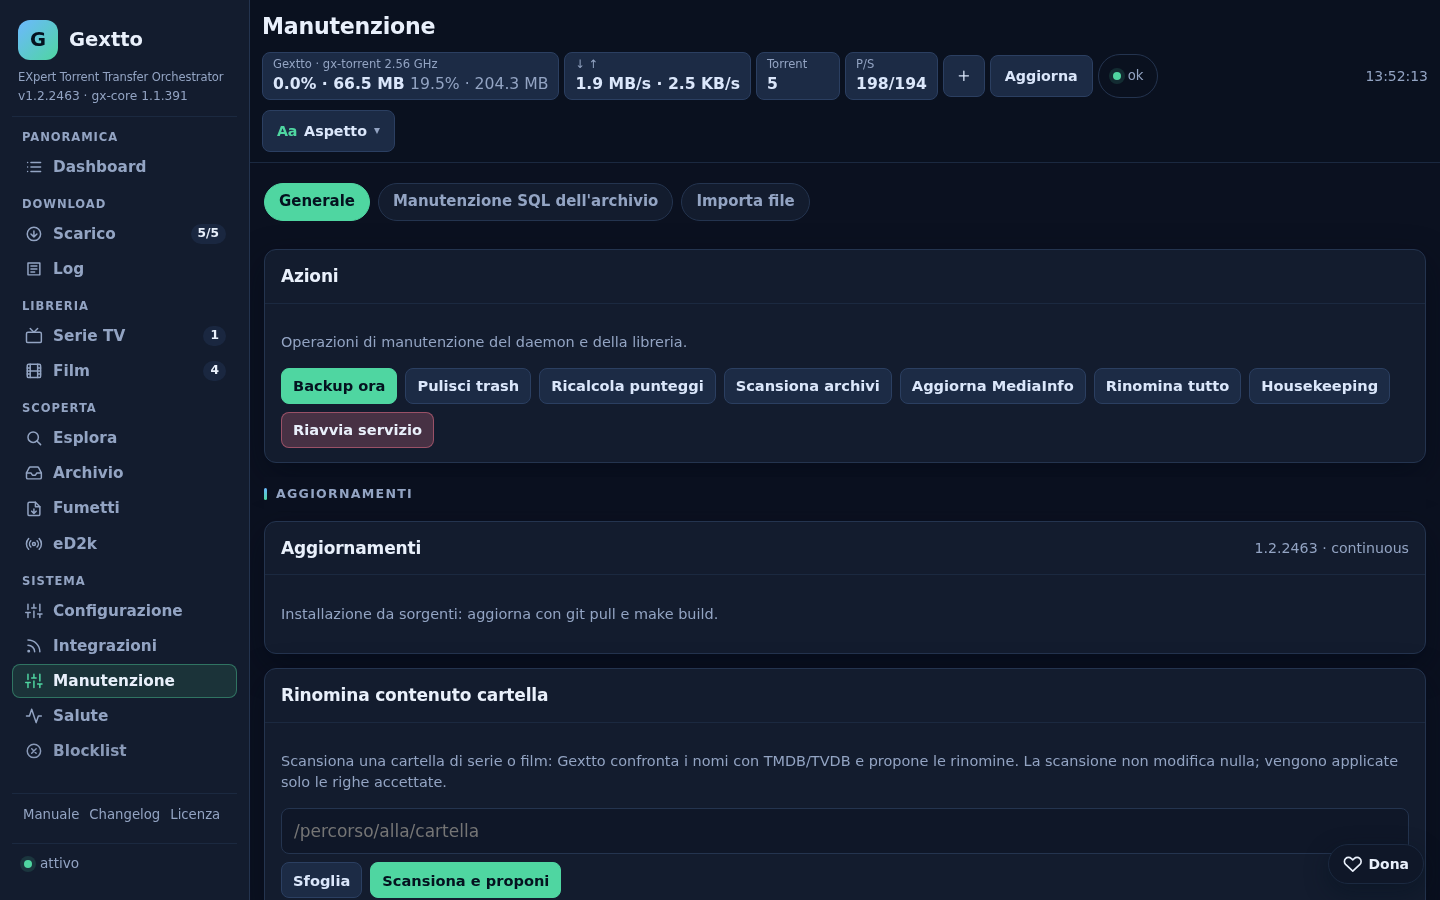 G Gextto
EXpert Torrent Transfer Orchestrator
v1.2.2463 · gx-core 1.1.391
PANORAMICA
Dashboard
DOWNLOAD
Scarico 5/5
Log
LIBRERIA
Serie TV 1
Film 4
SCOPERTA
Esplora
Archivio
Fumetti
eD2k
SISTEMA
Configurazione
Integrazioni
Manutenzione
Salute
Blocklist
Manuale Changelog Licenza
attivo
Manutenzione
Gextto · gx-torrent 2.56 GHz
0.0% · 66.5 MB 19.5% · 204.3 MB
↓ ↑
1.9 MB/s · 2.5 KB/s
Torrent
5
P/S
198/194
+
Aggiorna
ok
13:52:13
Aa Aspetto ▾
Generale
Manutenzione SQL dell'archivio
Importa file
Azioni
Operazioni di manutenzione del daemon e della libreria.
Backup ora
Pulisci trash
Ricalcola punteggi
Scansiona archivi
Aggiorna MediaInfo
Rinomina tutto
Housekeeping
Riavvia servizio
AGGIORNAMENTI
Aggiornamenti
1.2.2463 · continuous
Installazione da sorgenti: aggiorna con git pull e make build.
Rinomina contenuto cartella
Scansiona una cartella di serie o film: Gextto confronta i nomi con TMDB/TVDB e propone le rinomine. La scansione non modifica nulla; vengono applicate
solo le righe accettate.
/percorso/alla/cartella
Sfoglia
Scansiona e proponi
Dona